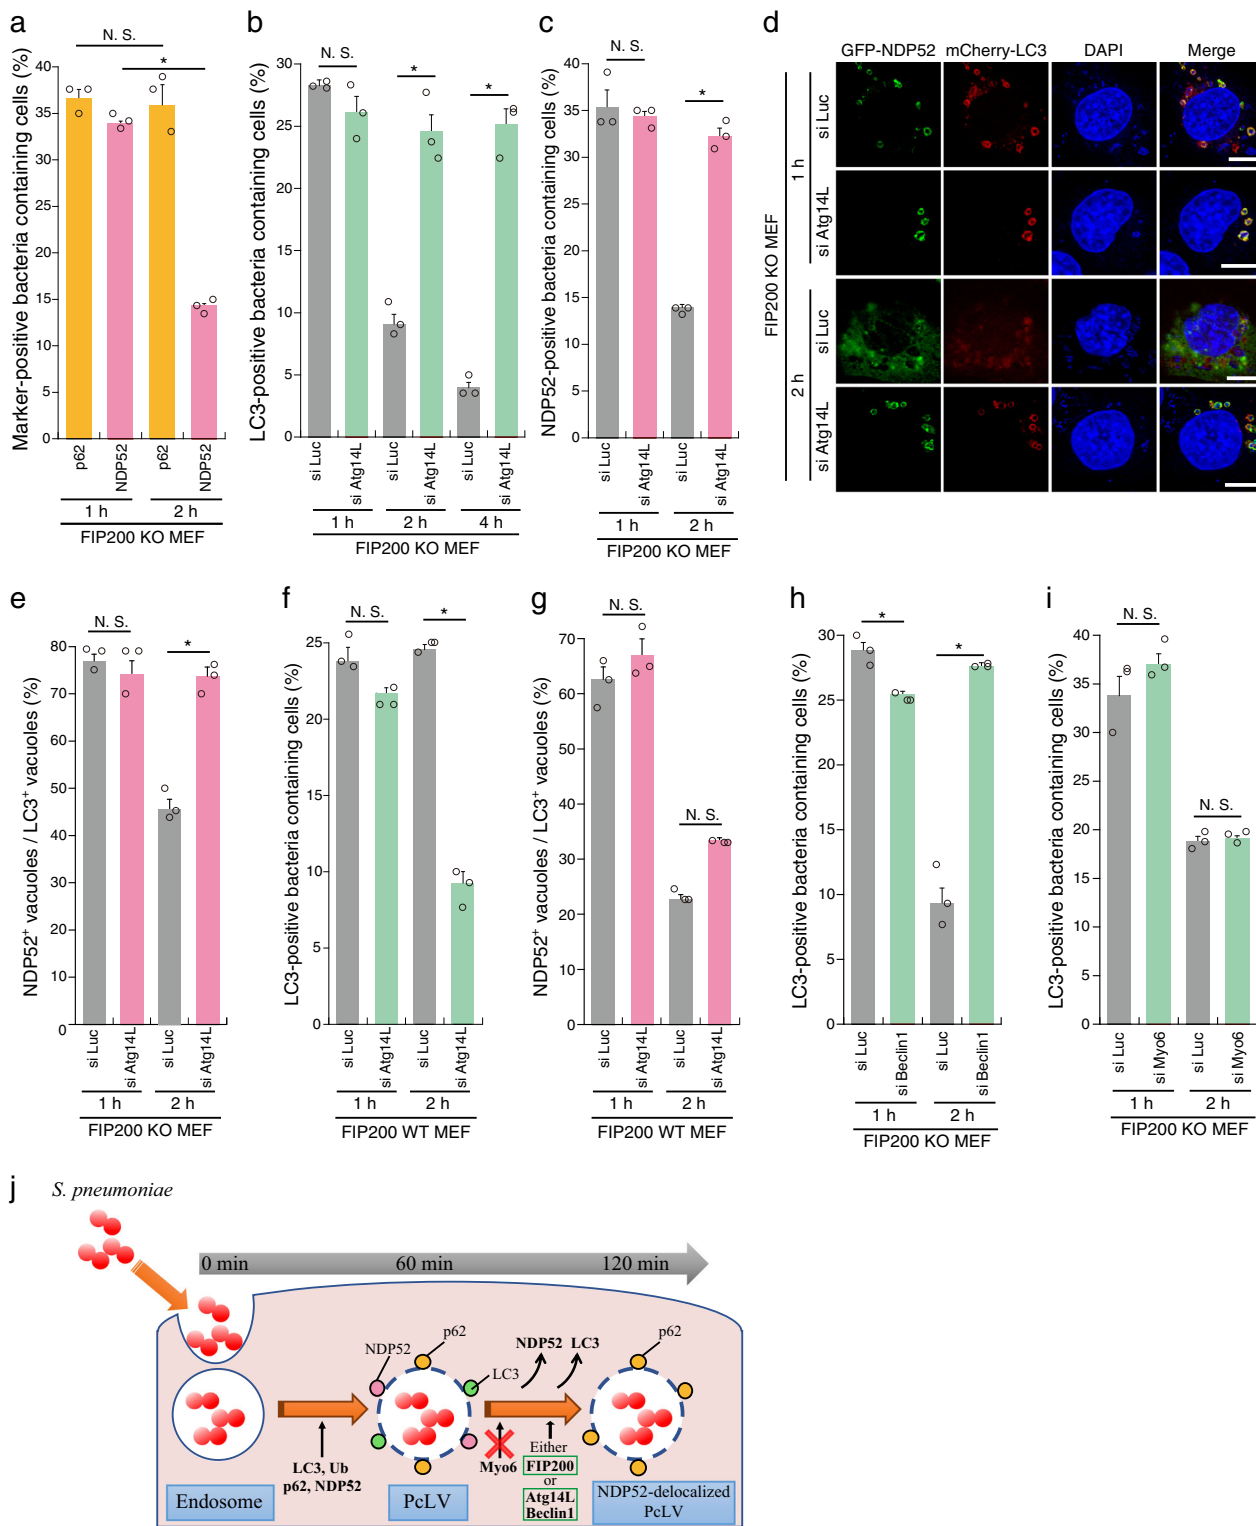 a
N. S.
*
Marker-positive bacteria containing cells (%)
40
35
30
25
20
15
10
5
0
p62
NDP52
p62
NDP52
1 h
2 h
FIP200 KO MEF
b
N. S.
*
*
LC3-positive bacteria containing cells (%)
30
25
20
15
10
5
0
si Luc
si Atg14L
si Luc
si Atg14L
si Luc
si Atg14L
1 h
2 h
4 h
FIP200 KO MEF
c
N. S.
*
NDP52-positive bacteria containing cells (%)
40
35
30
25
20
15
10
5
0
si Luc
si Atg14L
si Luc
si Atg14L
1 h
2 h
FIP200 KO MEF
d
GFP-NDP52
mCherry-LC3
DAPI
Merge
FIP200 KO MEF
1 h
2 h
si Luc
si Atg14L
si Luc
si Atg14L
e
N. S.
*
NDP52+ vacuoles / LC3+ vacuoles (%)
80
70
60
50
40
30
20
10
0
si Luc
si Atg14L
si Luc
si Atg14L
1 h
2 h
FIP200 KO MEF
f
N. S.
*
LC3-positive bacteria containing cells (%)
25
20
15
10
5
0
si Luc
si Atg14L
si Luc
si Atg14L
1 h
2 h
FIP200 WT MEF
g
N. S.
N. S.
NDP52+ vacuoles / LC3+ vacuoles (%)
70
60
50
40
30
20
10
0
si Luc
si Atg14L
si Luc
si Atg14L
1 h
2 h
FIP200 WT MEF
h
*
*
LC3-positive bacteria containing cells (%)
30
25
20
15
10
5
0
si Luc
si Beclin1
si Luc
si Beclin1
1 h
2 h
FIP200 KO MEF
i
N. S.
N. S.
LC3-positive bacteria containing cells (%)
40
35
30
25
20
15
10
5
0
si Luc
si Myo6
si Luc
si Myo6
1 h
2 h
FIP200 KO MEF
j
S. pneumoniae
0 min
60 min
120 min
NDP52
p62
LC3
NDP52 LC3
p62
LC3, Ub
p62, NDP52
Myo6
Either
FIP200
or
Atg14L
Beclin1
Endosome
PcLV
NDP52-delocalized
PcLV